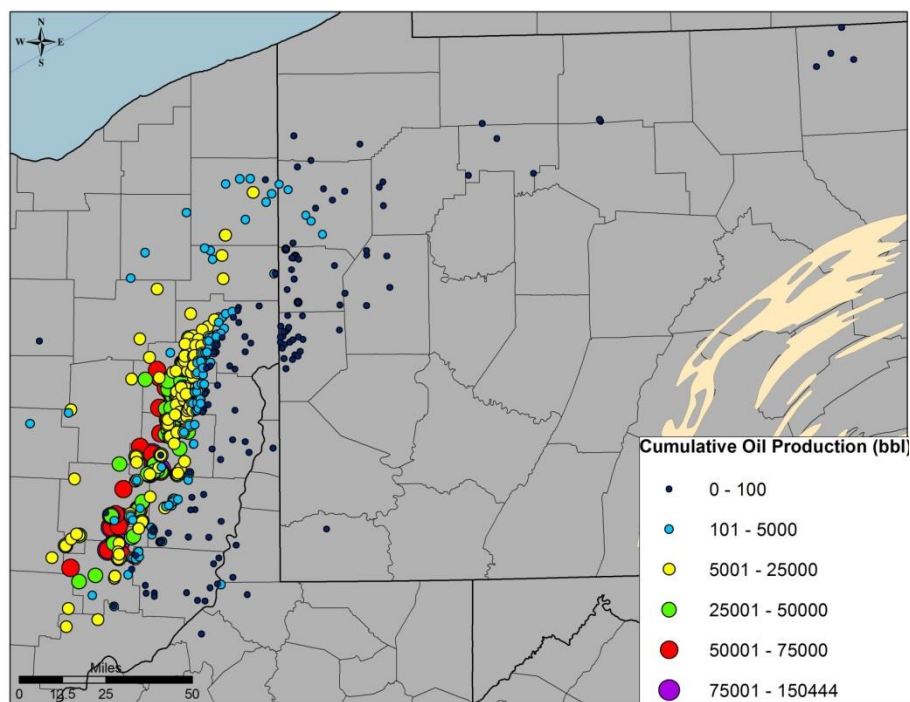 N
W E
S
Cumulative Oil Production (bbl)
0 - 100
101 - 5000
5001 - 25000
25001 - 50000
50001 - 75000
75001 - 150444
Miles
0 12.5 25 50